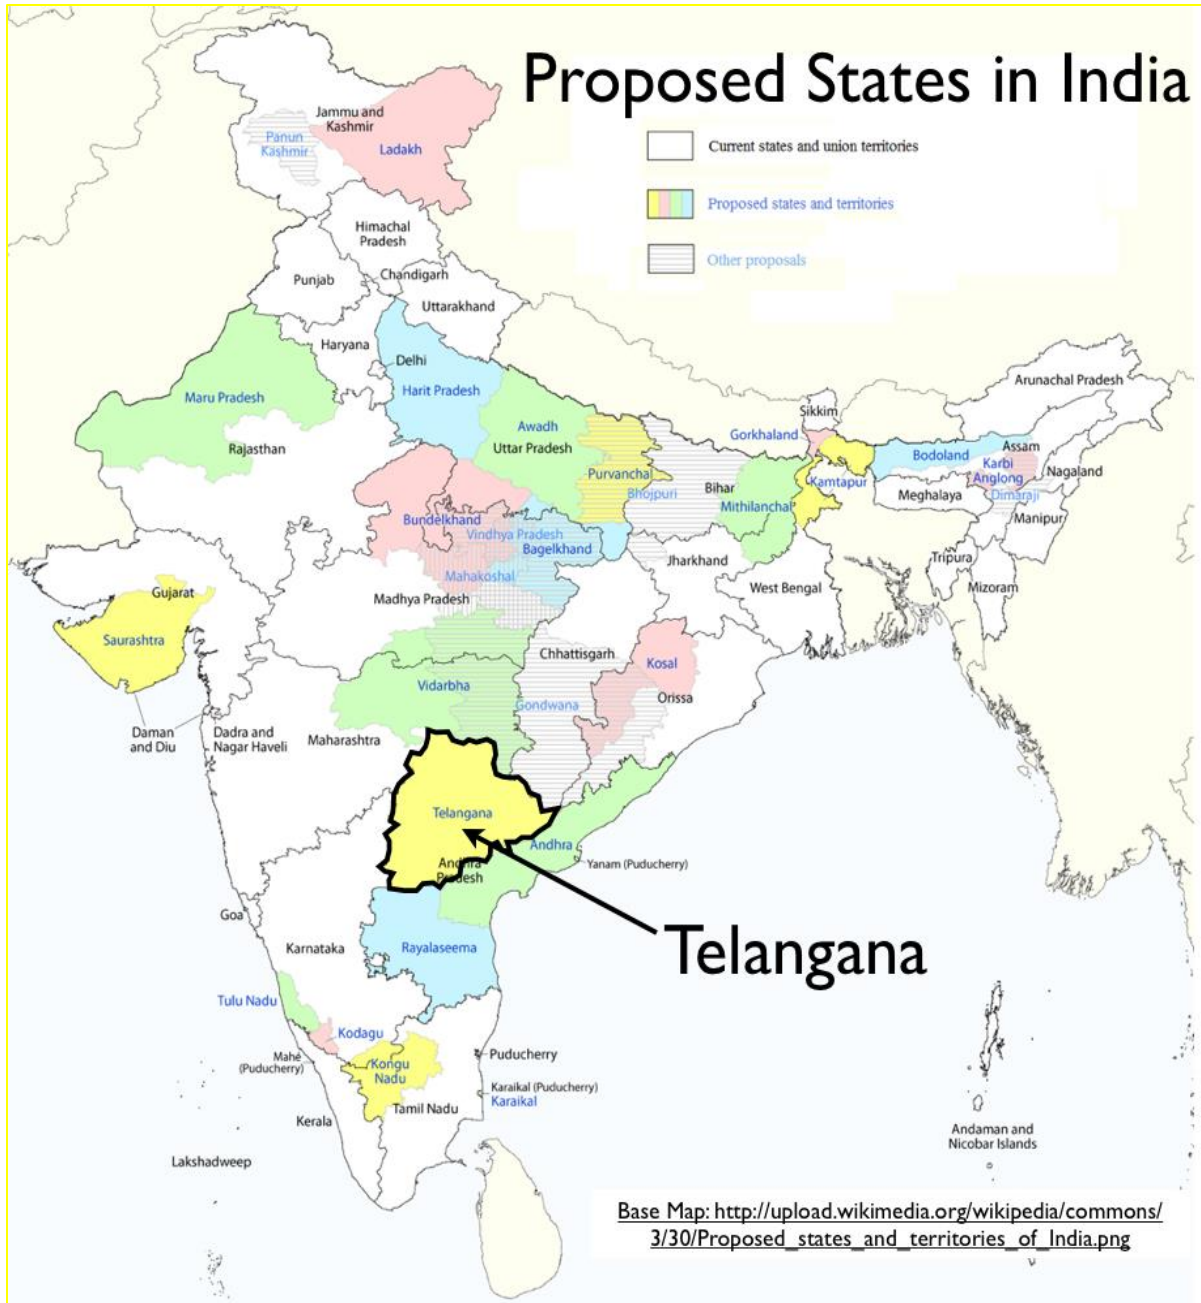 Proposed States in India
Current states and union territories
Proposed states and territories
Other proposals
Jammu and
Kashmir
Panun
Kashmir
Ladakh
Himachal
Pradesh
Punjab
Chandigarh
Uttarakhand
Haryana
Delhi
Harit Pradesh
Maru Pradesh
Rajasthan
Awadh
Uttar Pradesh
Purvanchal
Bhojpuri
Bihar
Mithilanchal
Sikkim
Gorkhaland
Kamtapur
Arunachal Pradesh
Assam
Bodoland
Karbi
Anglong
Nagaland
Meghalaya
Dimaraji
Manipur
Tripura
Mizoram
Bundelkhand
Vindhya Pradesh
Bagelkhand
Mahakoshal
Madhya Pradesh
Jharkhand
West Bengal
Gujarat
Saurashtra
Chhattisgarh
Kosal
Orissa
Vidarbha
Gondwana
Daman
and Diu
Dadra and
Nagar Haveli
Maharashtra
Telangana
Andhra
Andhra
Pradesh
Yanam (Puducherry)
Telangana
Goa
Karnataka
Rayalaseema
Tulu Nadu
Kodagu
Mahé
(Puducherry)
Kongu
Nadu
Puducherry
Karaikal (Puducherry)
Karaikal
Tamil Nadu
Kerala
Lakshadweep
Andaman and
Nicobar Islands
Base Map: http://upload.wikimedia.org/wikipedia/commons/
3/30/Proposed_states_and_territories_of_India.png